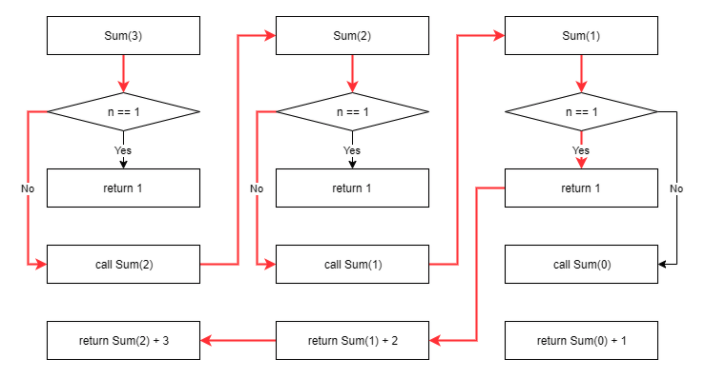 Sum(3)
Sum(2)
Sum(1)
n == 1
n == 1
n == 1
Yes
Yes
Yes
No
return 1
No
return 1
return 1
No
call Sum(2)
call Sum(1)
call Sum(0)
return Sum(2) + 3
return Sum(1) + 2
return Sum(0) + 1